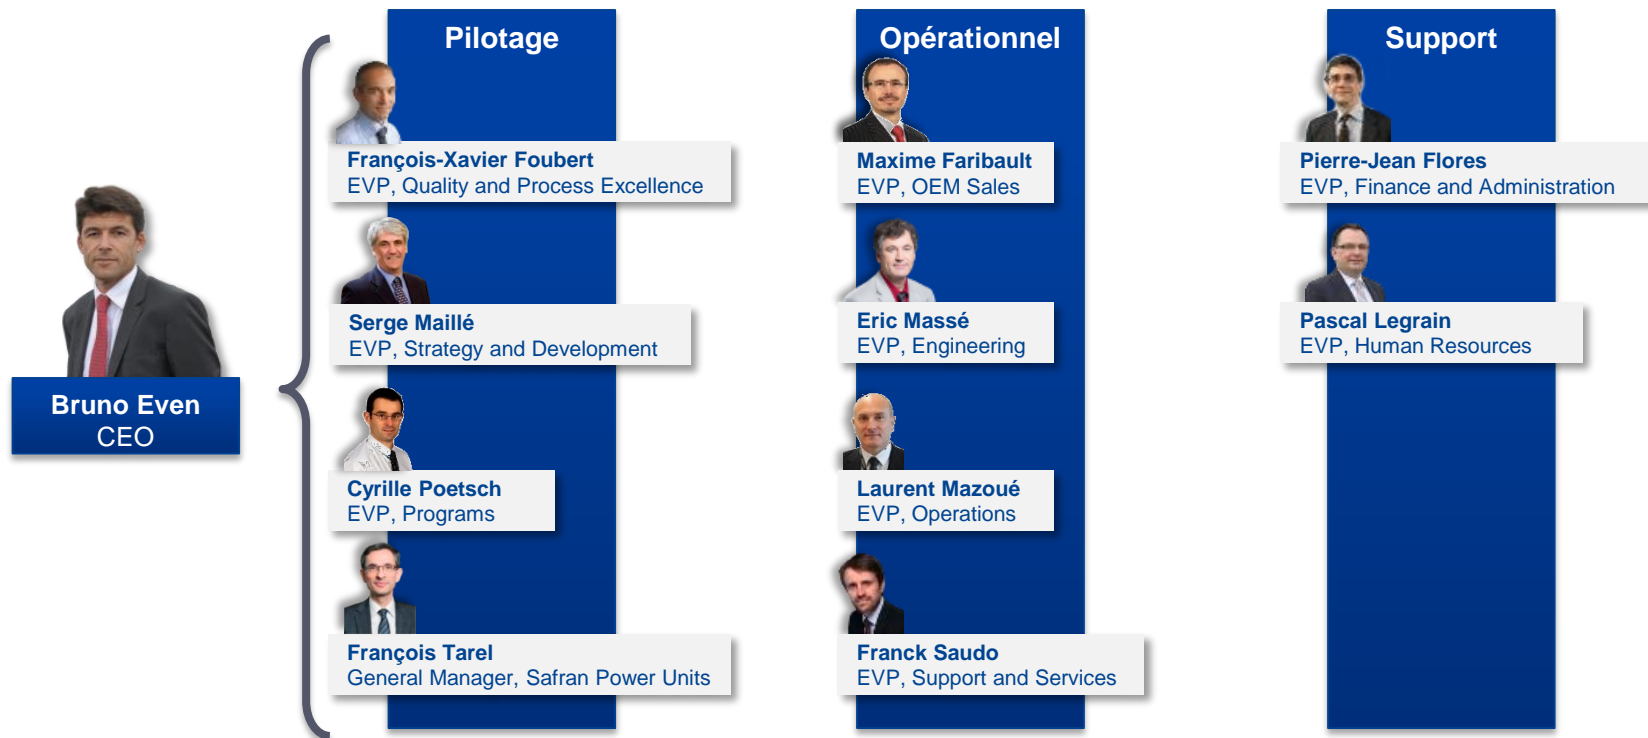 Pilotage
Opérationnel
Support
François-Xavier Foubert
EVP, Quality and Process Excellence
Maxime Faribault
EVP, OEM Sales
Pierre-Jean Flores
EVP, Finance and Administration
Serge Maillé
EVP, Strategy and Development
Eric Massé
EVP, Engineering
Pascal Legrain
EVP, Human Resources
Bruno Even
CEO
Cyrille Poetsch
EVP, Programs
Laurent Mazoué
EVP, Operations
François Tarel
General Manager, Safran Power Units
Franck Saudo
EVP, Support and Services